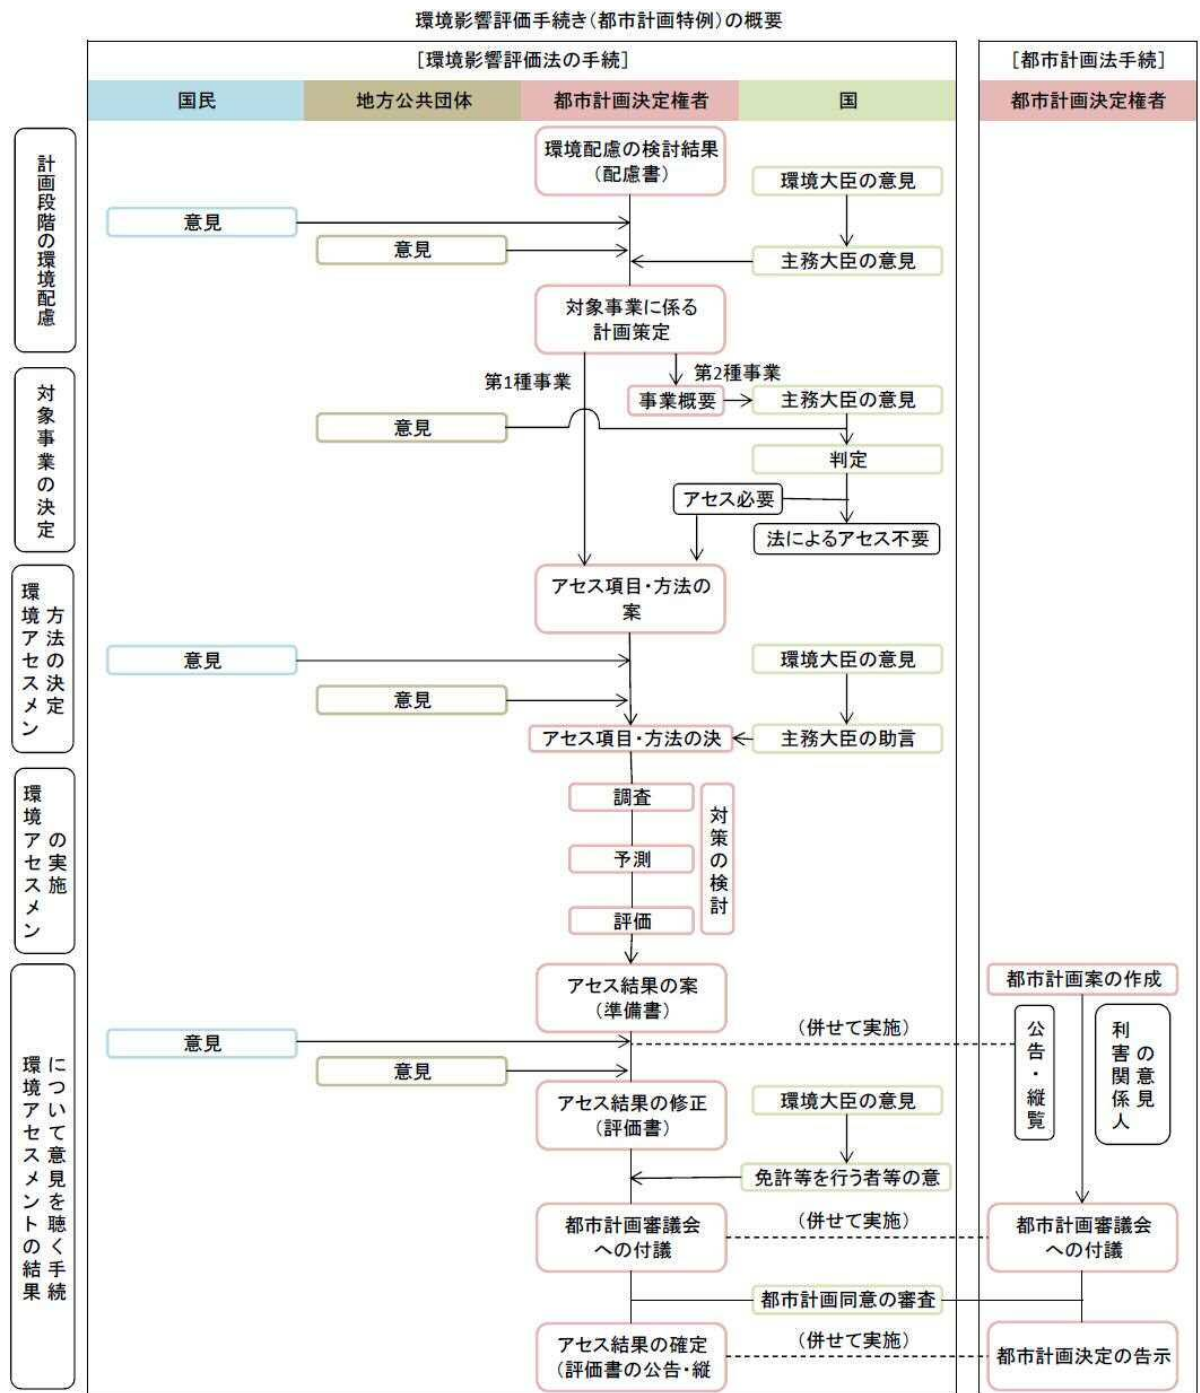 環境影響評価手続き(都市計画特例)の概要
[環境影響評価法の手続]
[都市計画法手続]
国民
地方公共団体
都市計画決定権者
国
都市計画決定権者
計画段階の環境配慮
環境配慮の検討結果
(配慮書)
環境大臣の意見
意見
意見
主務大臣の意見
対象事業に係る
計画策定
対象事業の決定
第1種事業
第2種事業
事業概要
主務大臣の意見
意見
判定
アセス必要
法によるアセス不要
環境アセスメン
方法の決定
アセス項目・方法の
案
意見
環境大臣の意見
意見
アセス項目・方法の決
主務大臣の助言
環境アセスメン
の実施
調査
予測
評価
対策の検討
環境アセスメントの結果
について意見を聴く手続
アセス結果の案
(準備書)
都市計画案の作成
意見
(併せて実施)
公告・縦覧
利害関係人
の意見
意見
アセス結果の修正
(評価書)
環境大臣の意見
免許等を行う者等の意
都市計画審議会
への付議
(併せて実施)
都市計画審議会
への付議
都市計画同意の審査
アセス結果の確定
(評価書の公告・縦
(併せて実施)
都市計画決定の告示